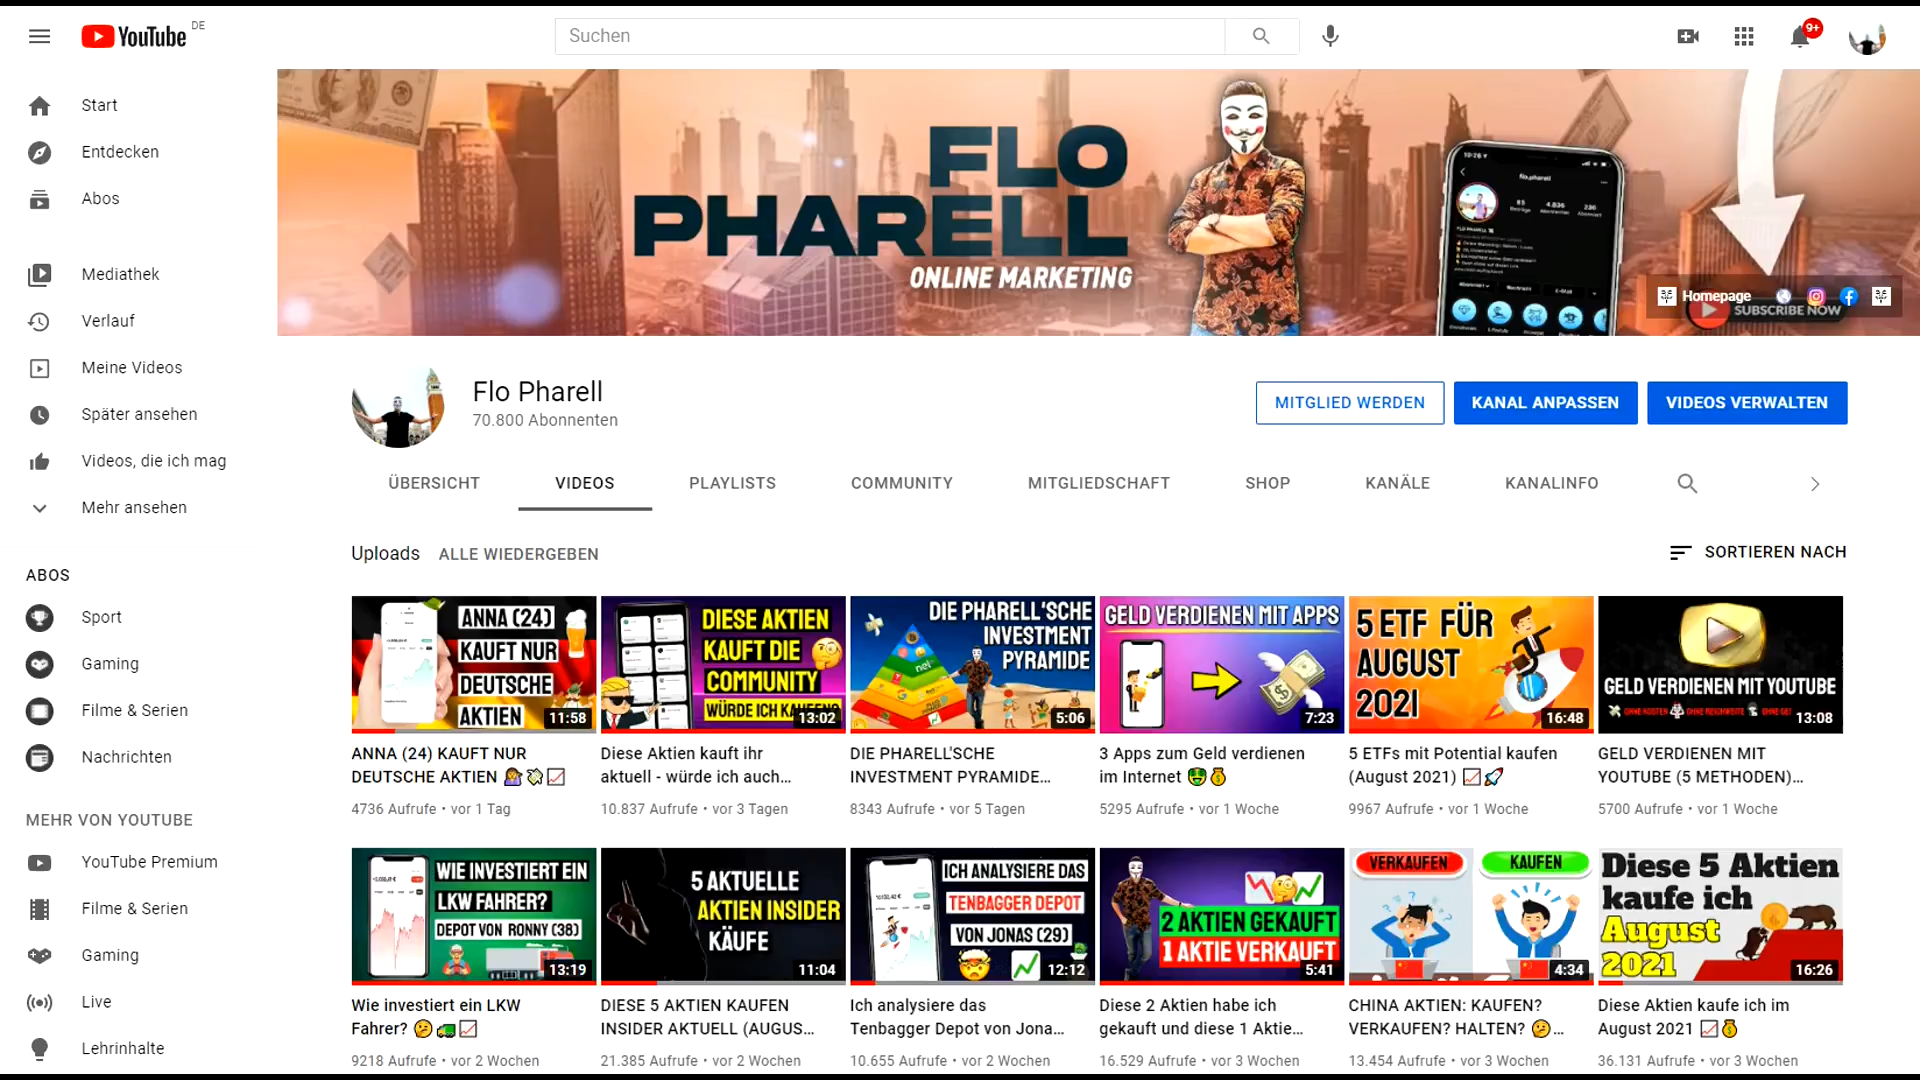 YouTube DE
Suchen
9+
Start
Entdecken
Abos
Mediathek
Verlauf
Meine Videos
Später ansehen
Videos, die ich mag
Mehr ansehen
ABOS
Sport
Gaming
Filme & Serien
Nachrichten
MEHR VON YOUTUBE
YouTube Premium
Filme & Serien
Gaming
Live
Lehrinhalte
FLO
PHARELL
ONLINE MARKETING
flo.pharell
Homepage
SUBSCRIBE NOW
Flo Pharell
70.800 Abonnenten
MITGLIED WERDEN
KANAL ANPASSEN
VIDEOS VERWALTEN
ÜBERSICHT
VIDEOS
PLAYLISTS
COMMUNITY
MITGLIEDSCHAFT
SHOP
KANÄLE
KANALINFO
Uploads
ALLE WIEDERGEBEN
SORTIEREN NACH
ANNA (24)
KAUFT NUR
DEUTSCHE
AKTIEN
11:58
ANNA (24) KAUFT NUR
DEUTSCHE AKTIEN
4736 Aufrufe • vor 1 Tag
DIESE AKTIEN
KAUFT DIE
COMMUNITY
WÜRDE ICH KAUFEN?
13:02
Diese Aktien kauft ihr
aktuell - würde ich auch...
10.837 Aufrufe • vor 3 Tagen
DIE PHARELL'SCHE
INVESTMENT
PYRAMIDE
5:06
DIE PHARELL'SCHE
INVESTMENT PYRAMIDE...
8343 Aufrufe • vor 5 Tagen
GELD VERDIENEN MIT APPS
7:23
3 Apps zum Geld verdienen
im Internet
5295 Aufrufe • vor 1 Woche
5 ETF FÜR
AUGUST
2021
16:48
5 ETFs mit Potential kaufen
(August 2021)
9967 Aufrufe • vor 1 Woche
GELD VERDIENEN MIT YOUTUBE
OHNE KOSTEN OHNE REICHWEITE
13:08
GELD VERDIENEN MIT
YOUTUBE (5 METHODEN)...
5700 Aufrufe • vor 1 Woche
WIE INVESTIERT EIN
LKW FAHRER?
DEPOT VON RONNY (38)
13:19
Wie investiert ein LKW
Fahrer?
9218 Aufrufe • vor 2 Wochen
5 AKTUELLE
AKTIEN INSIDER
KÄUFE
11:04
DIESE 5 AKTIEN KAUFEN
INSIDER AKTUELL (AUGUS...
21.385 Aufrufe • vor 2 Wochen
ICH ANALYSIERE DAS
TENBAGGER DEPOT
VON JONAS (29)
12:12
Ich analysiere das
Tenbagger Depot von Jona...
10.655 Aufrufe • vor 2 Wochen
2 AKTIEN GEKAUFT
1 AKTIE VERKAUFT
5:41
Diese 2 Aktien habe ich
gekauft und diese 1 Aktie...
16.529 Aufrufe • vor 3 Wochen
VERKAUFEN
KAUFEN
4:34
CHINA AKTIEN: KAUFEN?
VERKAUFEN? HALTEN? ...
13.454 Aufrufe • vor 3 Wochen
Diese 5 Aktien
kaufe ich
August
2021
16:26
Diese Aktien kaufe ich im
August 2021
36.131 Aufrufe • vor 3 Wochen